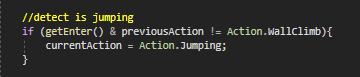 //detect is jumping
if (getEnter() & previousAction != Action.WallClimb){
currentAction = Action.Jumping;
}